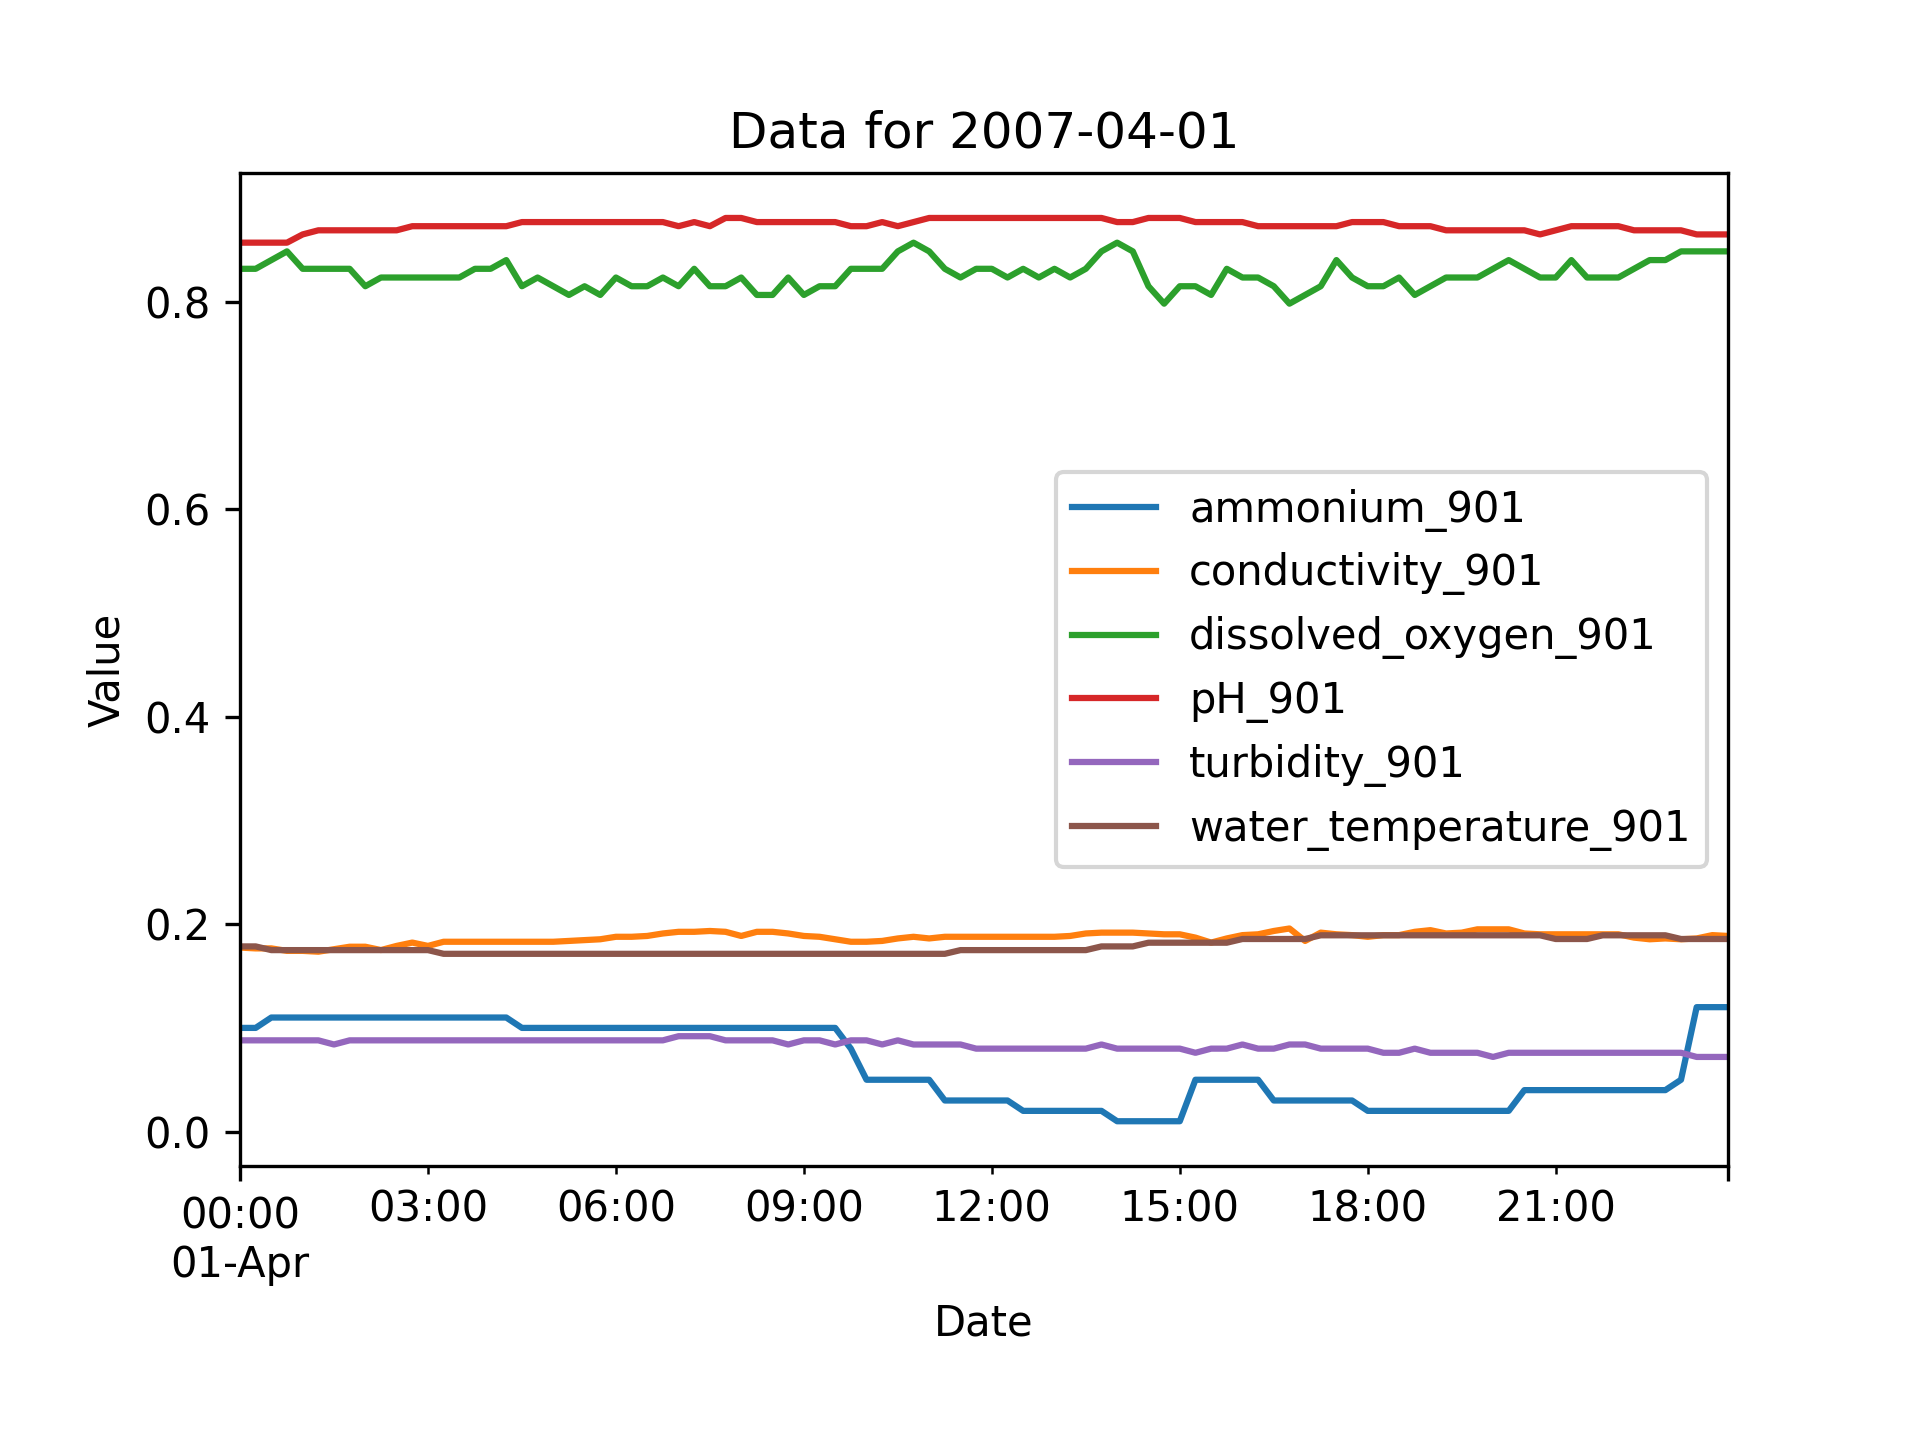 Data for 2007-04-01
Value
0.8
0.6
0.4
0.2
0.0
ammonium_901
conductivity_901
dissolved_oxygen_901
pH_901
turbidity_901
water_temperature_901
00:00 03:00 06:00 09:00 12:00 15:00 18:00 21:00
01-Apr
Date